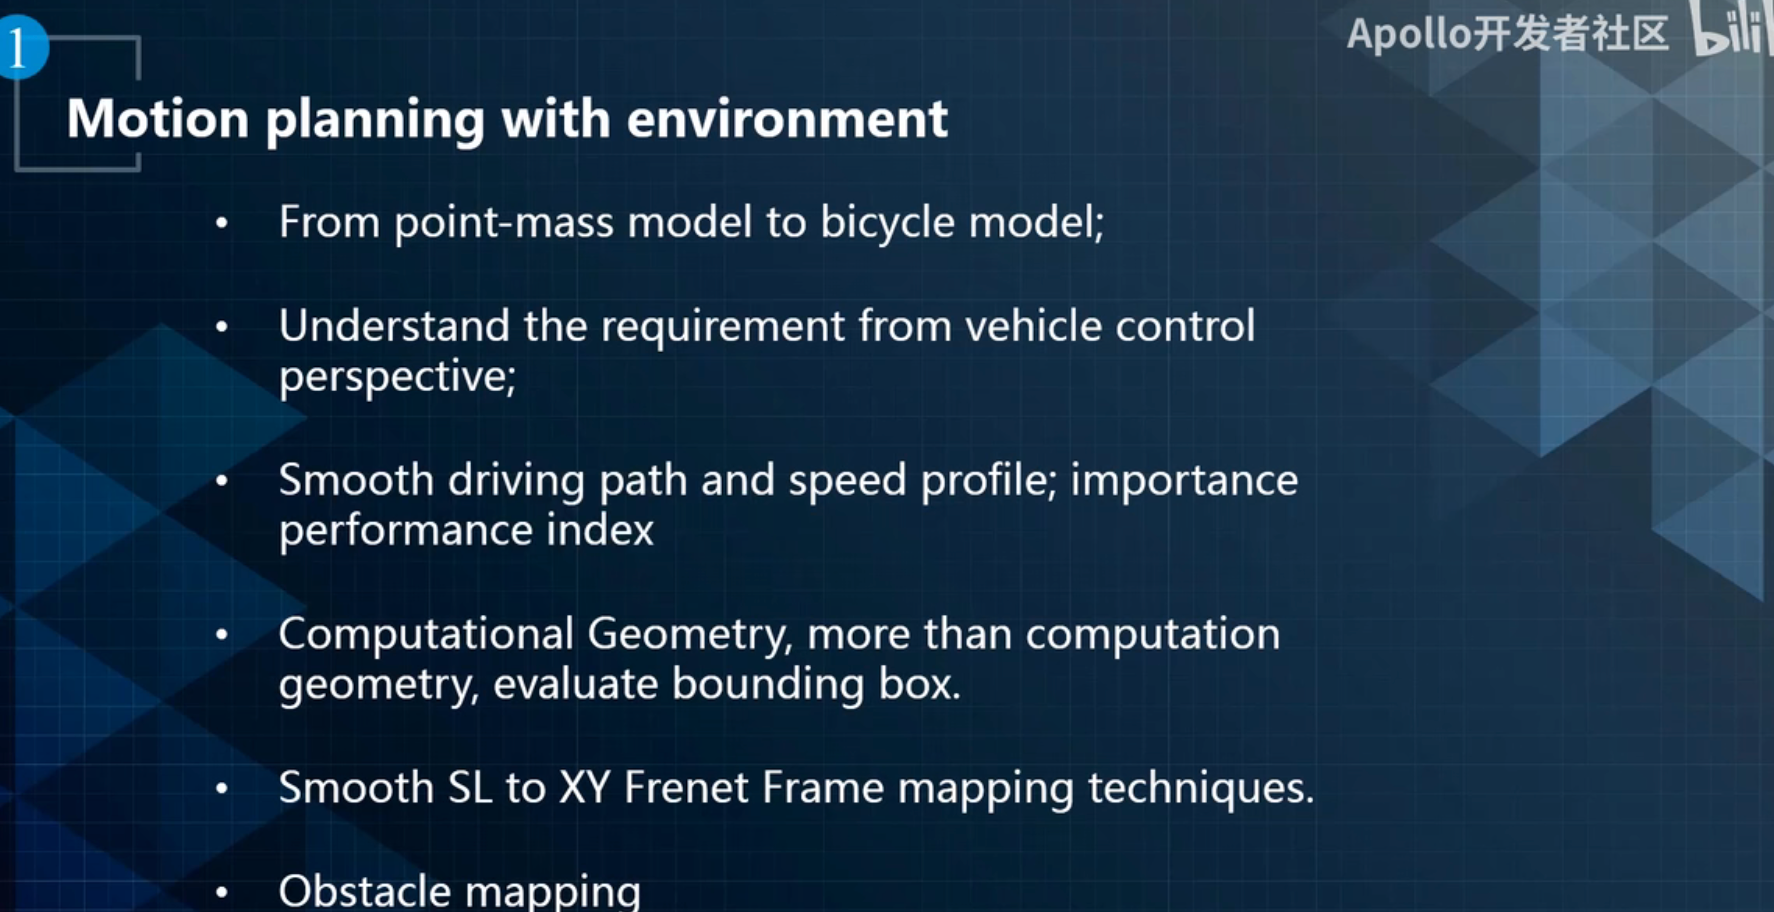 1
Apollo开发者社区
Motion planning with environment
• From point-mass model to bicycle model;
• Understand the requirement from vehicle control
perspective;
• Smooth driving path and speed profile; importance
performance index
• Computational Geometry, more than computation
geometry, evaluate bounding box.
• Smooth SL to XY Frenet Frame mapping techniques.
• Obstacle mapping